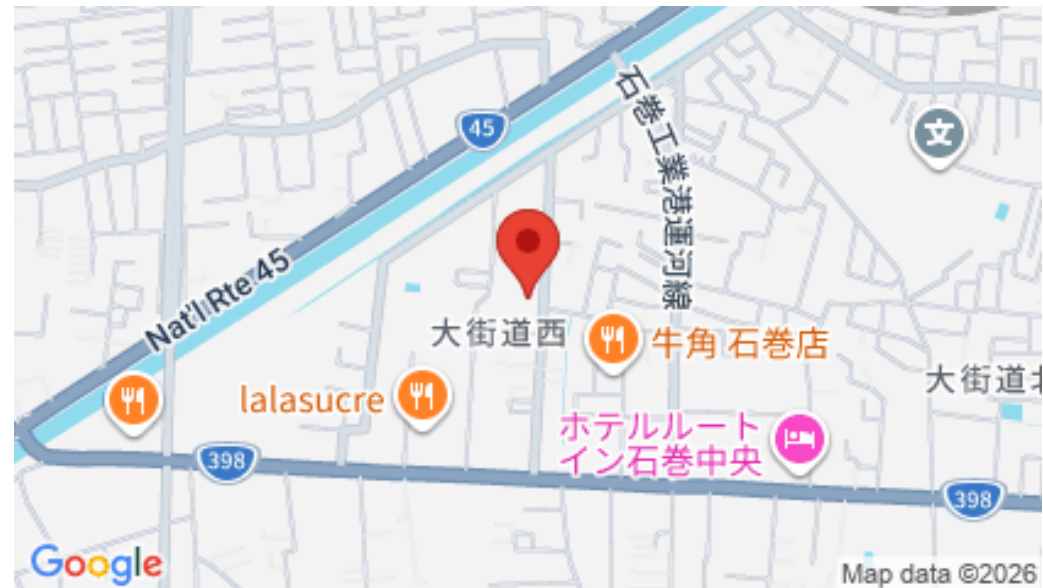 45
石巻工業港運河線
文
Nat'l Rte 45
大街道西
牛角 石巻店
大街道北
lalasucre
ホテルルート
イン石巻中央
398
398
Google
Map data ©2026